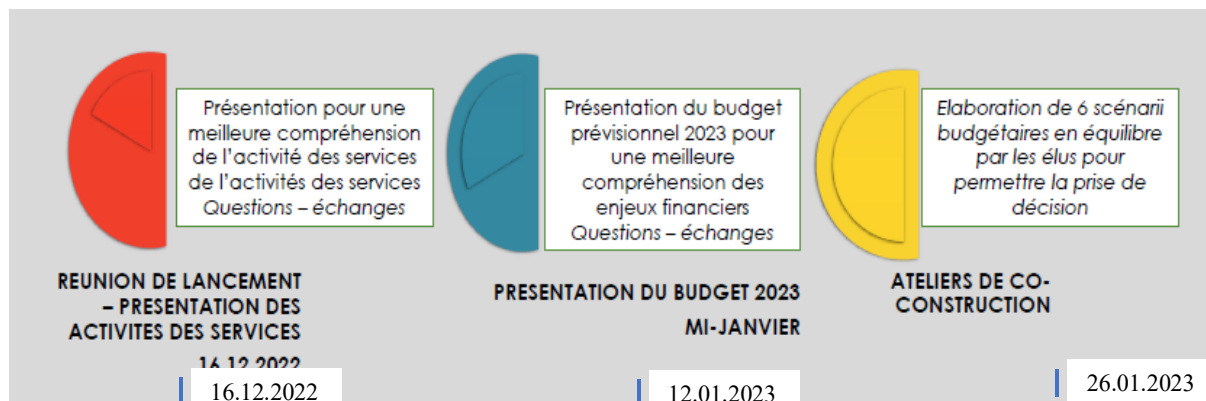 Présentation pour une
meilleure compréhension
de l'activité des services
de l'activités des services
Questions – échanges
REUNION DE LANCEMENT
– PRESENTATION DES
ACTIVITES DES SERVICES
16.12.2022
16.12.2022
Présentation du budget
prévisionnel 2023 pour
une meilleure
compréhension des
enjeux financiers
Questions – échanges
PRESENTATION DU BUDGET 2023
MI-JANVIER
12.01.2023
Elaboration de 6 scénarii
budgétaires en équilibre
par les élus pour
permettre la prise de
décision
ATELIERS DE CO-
CONSTRUCTION
26.01.2023